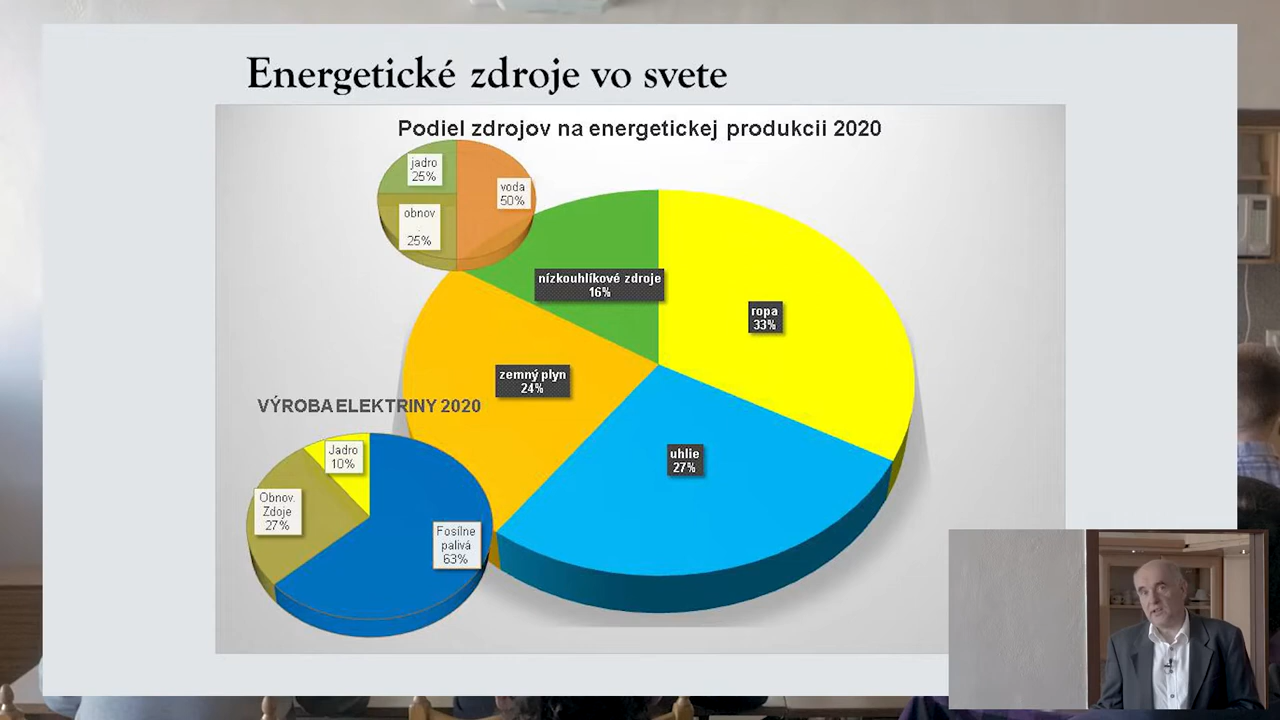 Energetické zdroje vo svete
Podiel zdrojov na energetickej produkcii 2020
jadro
25%
voda
50%
obnov
.
25%
nízkouhlíkové zdroje
16%
ropa
33%
zemný plyn
24%
uhlie
27%
VÝROBA ELEKTRINY 2020
Jadro
10%
Obnov.
Zdoje
27%
Fosílne
palivá
63%